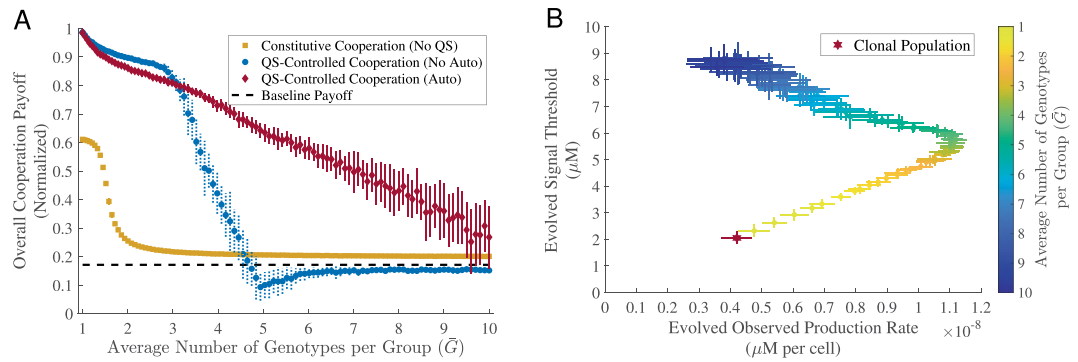 A
Overall Cooperation Payoff
(Normalized)
1
0.9
0.8
0.7
0.6
0.5
0.4
0.3
0.2
0.1
0
Constitutive Cooperation (No QS)
QS-Controlled Cooperation (No Auto)
QS-Controlled Cooperation (Auto)
Baseline Payoff
1 2 3 4 5 6 7 8 9 10
Average Number of Genotypes per Group (Ḡ)
B
Evolved Signal Threshold
(μM)
10
9
8
7
6
5
4
3
2
1
0
Clonal Population
0 0.1 0.2 0.3 0.4 0.5 0.6 0.7 0.8 0.9 1 1.1 1.2
×10⁻⁸
Evolved Observed Production Rate
(μM per cell)
1
2
3
4
5
6
7
8
9
10
Average Number of Genotypes
per Group (Ḡ)